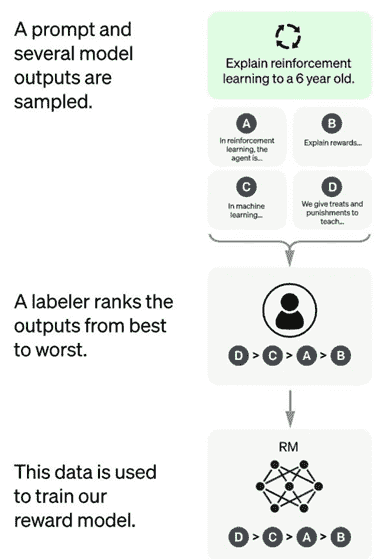 A prompt and
several model
outputs are
sampled.
Explain reinforcement
learning to a 6 year old.
A
In reinforcement
learning, the
agent is...
B
Explain rewards...
C
In machine
learning...
D
We give treats and
punishments to
teach...
A labeler ranks the
outputs from best
to worst.
D > C > A > B
This data is used
to train our
reward model.
RM
D > C > A > B